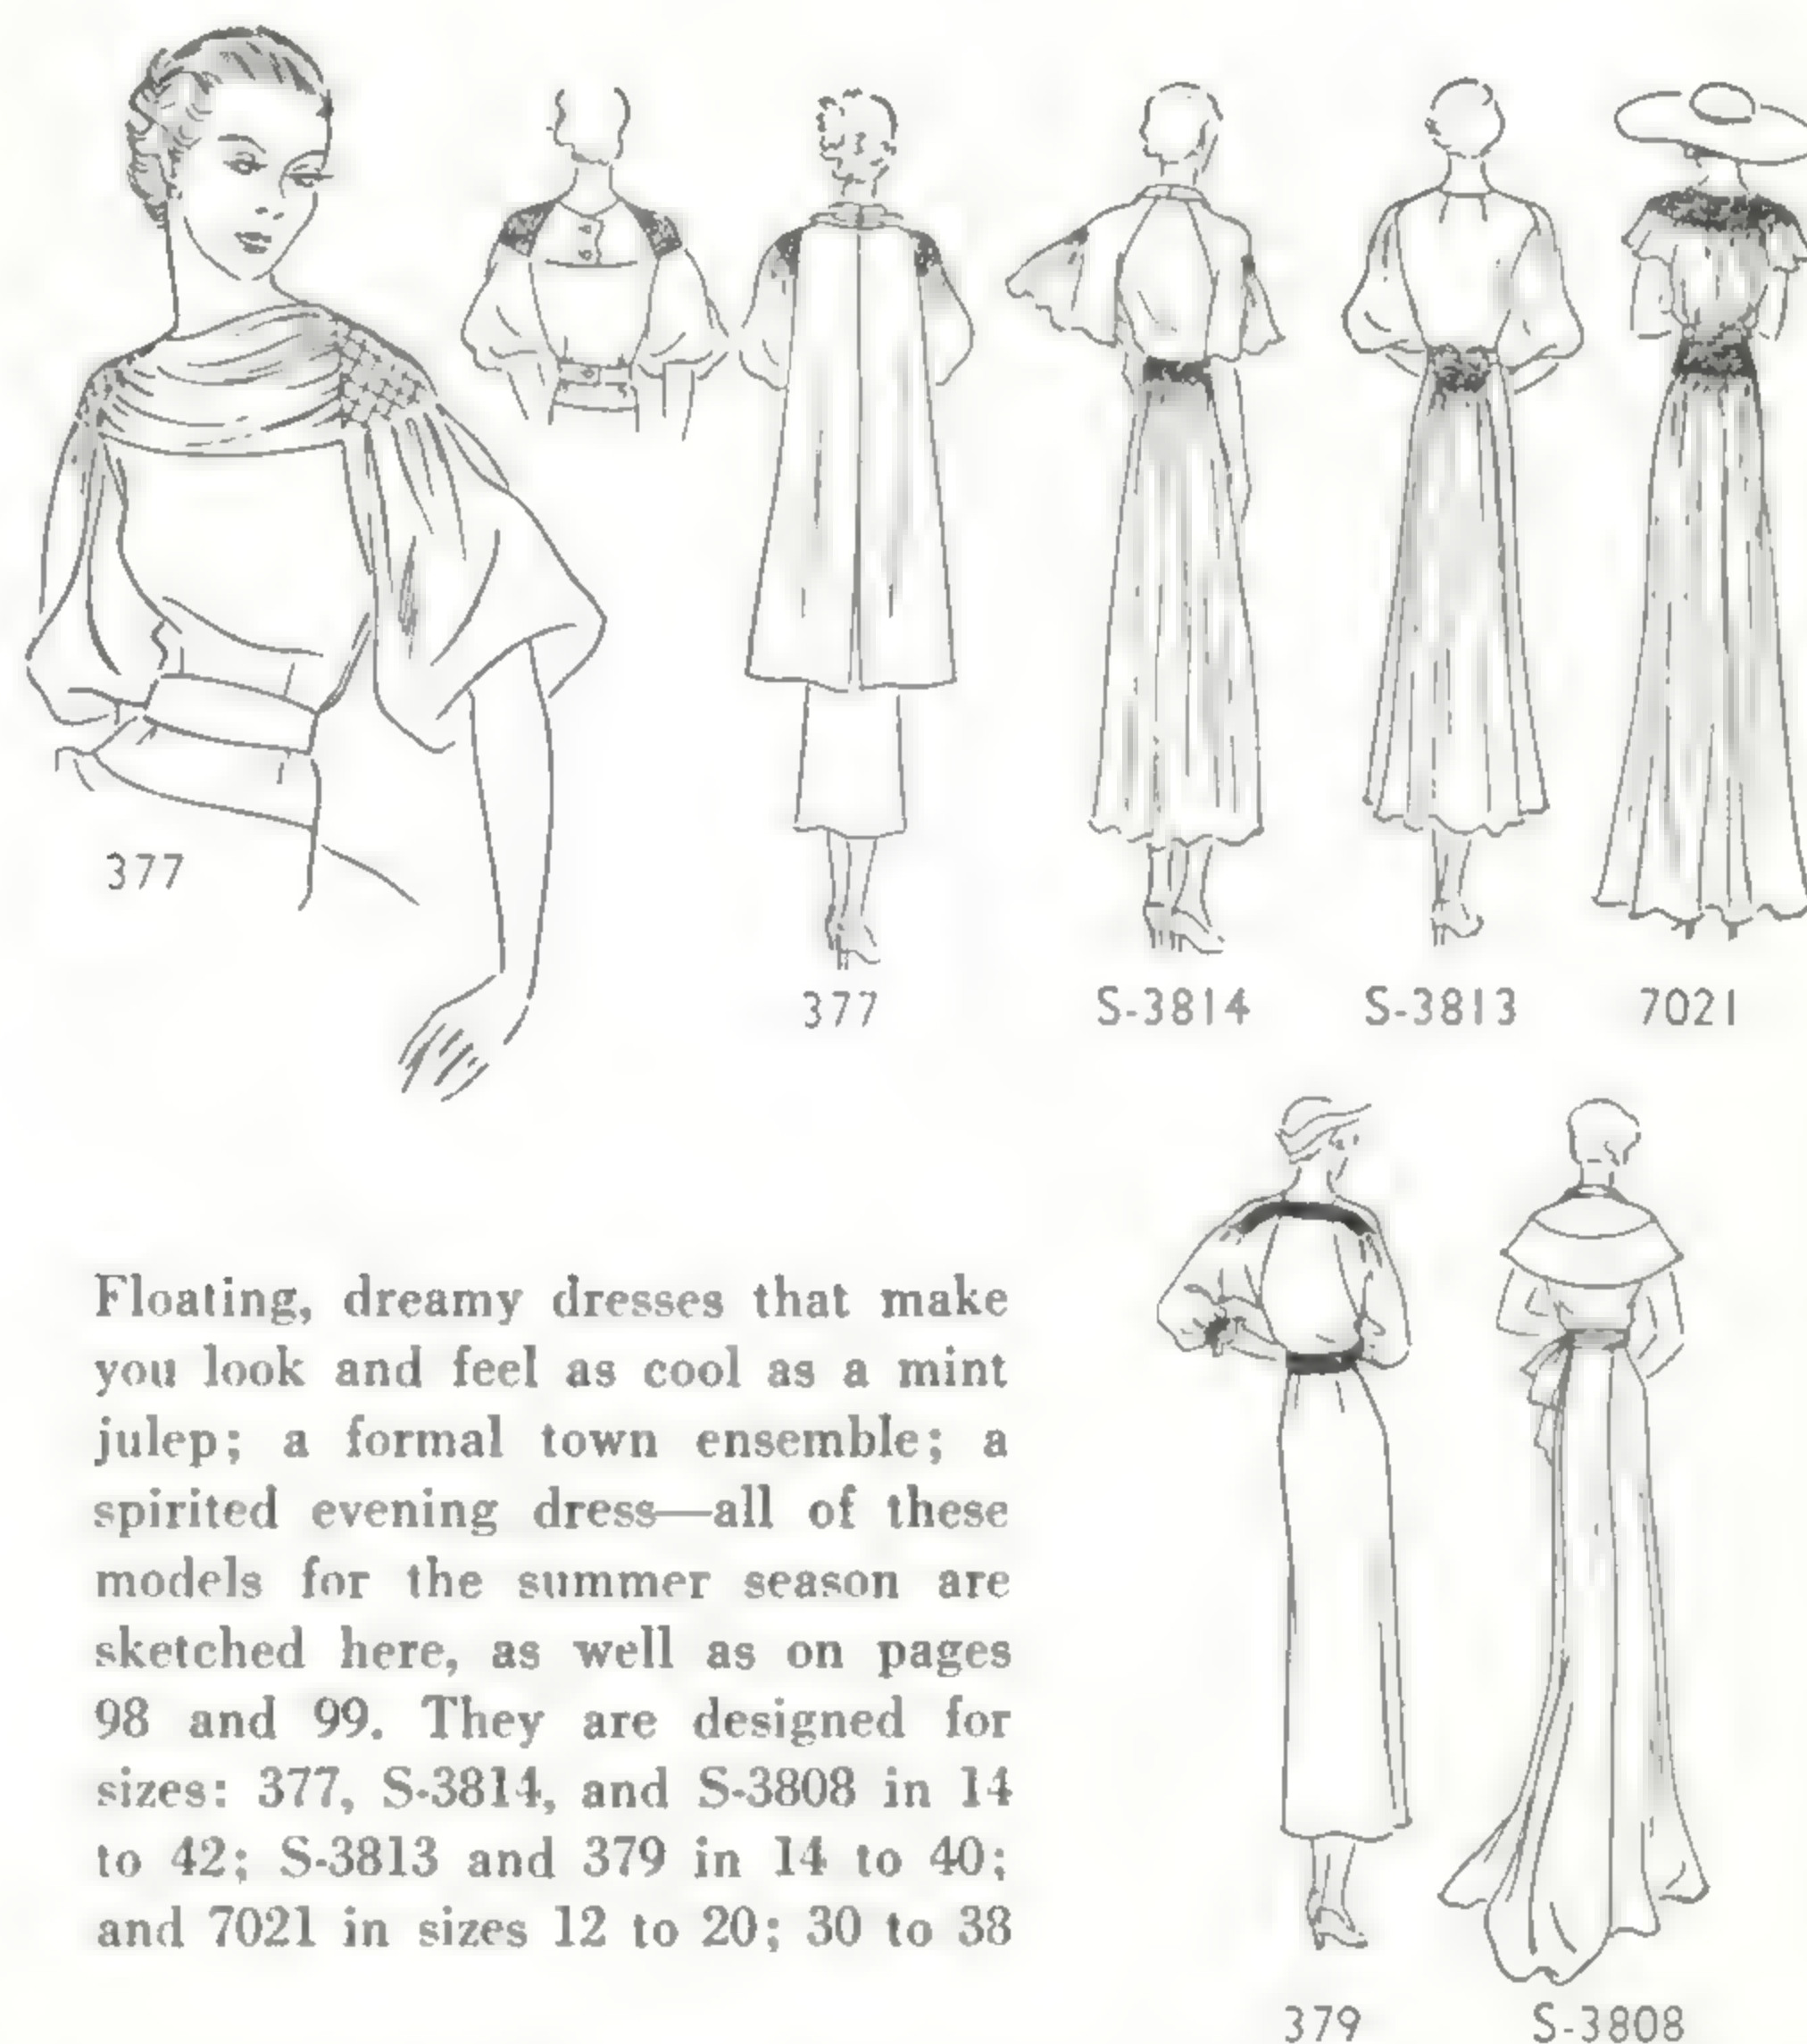 377
377
S-3814
S-3813
7021
Floating, dreamy dresses that make
you look and feel as cool as a mint
julep; a formal town ensemble; a
spirited evening dress—all of these
models for the summer season are
sketched here, as well as on pages
98 and 99. They are designed for
sizes: 377, S-3814, and S-3808 in 14
to 42; S-3813 and 379 in 14 to 40;
and 7021 in sizes 12 to 20; 30 to 38
379
S-3808